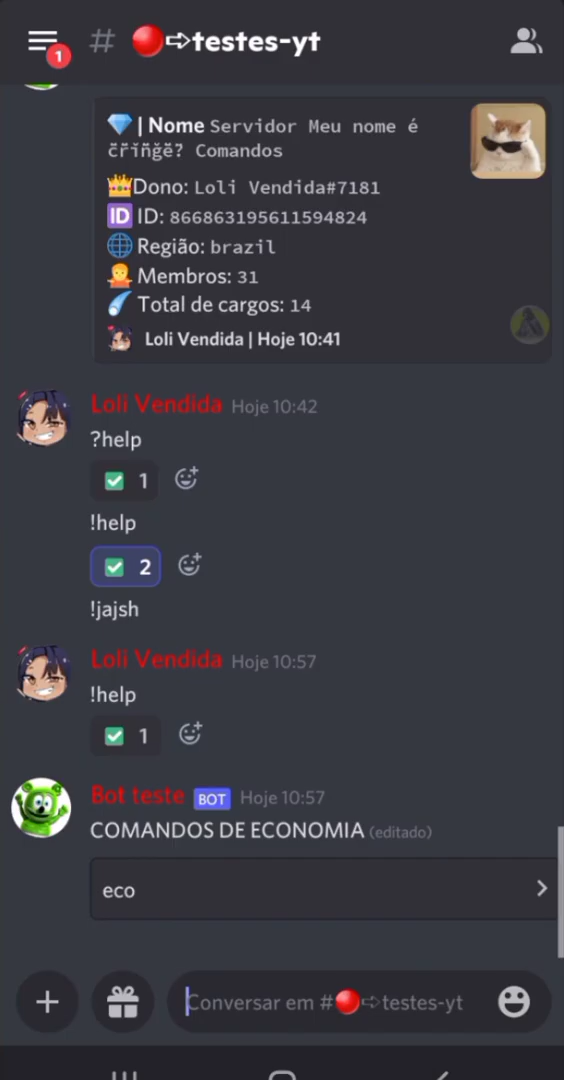 1
# 🔴➪testes-yt
💎 | Nome Servidor Meu nome é
c̆̈r̆̈ĭ̈n̆̈ğ̈ĕ̈? Comandos
👑Dono: Loli Vendida#7181
🆔 ID: 866863195611594824
🌐 Região: brazil
Membros: 31
☄️ Total de cargos: 14
Loli Vendida | Hoje 10:41
Loli Vendida Hoje 10:42
?help
✅ 1
!help
✅ 2
!jajsh
Loli Vendida Hoje 10:57
!help
✅ 1
Bot teste BOT Hoje 10:57
COMANDOS DE ECONOMIA (editado)
eco
Conversar em #🔴➪testes-yt